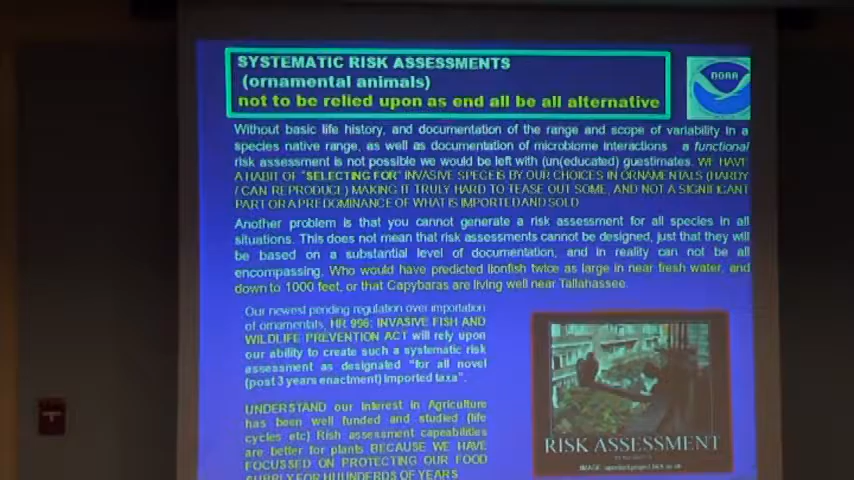 SYSTEMATIC RISK ASSESSMENTS
(ornamental animals)
not to be relied upon as end all be all alternative
NOAA
Without basic life history, and documentation of the range and scope of variability in a
species native range, as well as documentation of microbiome interactions a functional
risk assessment is not possible we would be left with (un(educated) guestimates. WE HAVE
A HABIT OF "SELECTING FOR" INVASIVE SPECEIS BY OUR CHOICES IN ORNAMENTALS (HARDY
/ CAN REPRODUCE) MAKING IT TRULY HARD TO TEASE OUT SOME, AND NOT A SIGNIFICANT
PART OR A PREDOMINANCE OF WHAT IS IMPORTED AND SOLD
Another problem is that you cannot generate a risk assessment for all species in all
situations. This does not mean that risk assessments cannot be designed, just that they will
be based on a substantial level of documentation, and in reality can not be all
encompassing. Who would have predicted lionfish twice as large in near fresh water, and
down to 1000 feet, or that Capybaras are living well near Tallahassee.
Our newest pending regulation over importation
of ornamentals, HR 996: INVASIVE FISH AND
WILDLIFE PREVENTION ACT will rely upon
our ability to create such a systematic risk
assessment as designated "for all novel
(post 3 years enactment) imported taxa".
UNDERSTAND our interest in Agriculture
has been well funded and studied (life
cycles etc) Rish assessment capeabilities
are better for plants BECAUSE WE HAVE
FOCUSSED ON PROTECTING OUR FOOD
SUPPLY FOR HUUNDERDS OF YEARS
RISK ASSESSMENT